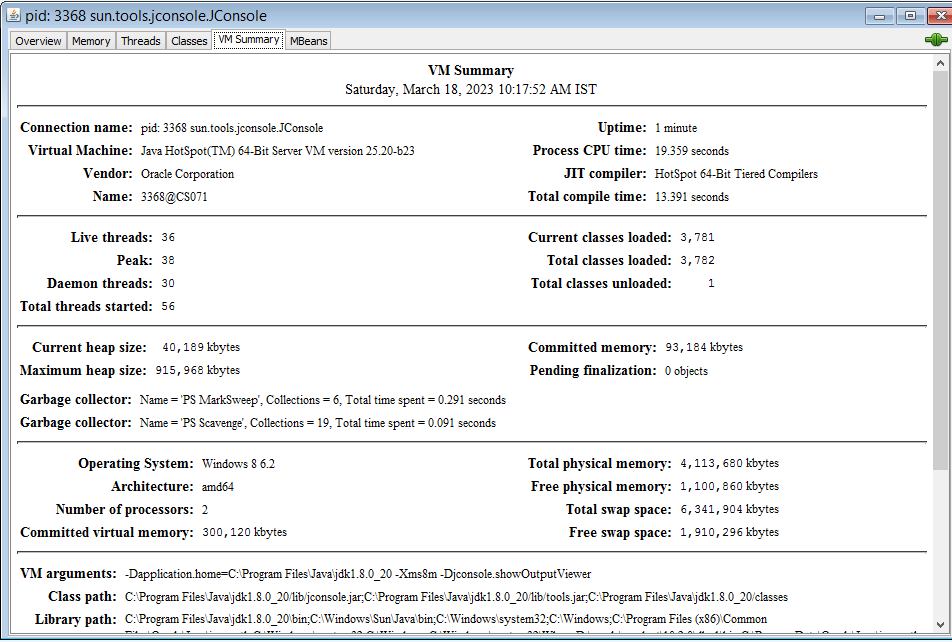 pid: 3368 sun.tools.jconsole.JConsole
Overview Memory Threads Classes VM Summary MBeans
VM Summary
Saturday, March 18, 2023 10:17:52 AM IST
Connection name: pid: 3368 sun.tools.jconsole.JConsole Uptime: 1 minute
Virtual Machine: Java HotSpot(TM) 64-Bit Server VM version 25.20-b23 Process CPU time: 19.359 seconds
Vendor: Oracle Corporation JIT compiler: HotSpot 64-Bit Tiered Compilers
Name: 3368@CS071 Total compile time: 13.391 seconds
Live threads: 36 Current classes loaded: 3,781
Peak: 38 Total classes loaded: 3,782
Daemon threads: 30 Total classes unloaded: 1
Total threads started: 56
Current heap size: 40,189 kbytes Committed memory: 93,184 kbytes
Maximum heap size: 915,968 kbytes Pending finalization: 0 objects
Garbage collector: Name = 'PS MarkSweep', Collections = 6, Total time spent = 0.291 seconds
Garbage collector: Name = 'PS Scavenge', Collections = 19, Total time spent = 0.091 seconds
Operating System: Windows 8 6.2 Total physical memory: 4,113,680 kbytes
Architecture: amd64 Free physical memory: 1,100,860 kbytes
Number of processors: 2 Total swap space: 6,341,904 kbytes
Committed virtual memory: 300,120 kbytes Free swap space: 1,910,296 kbytes
VM arguments: -Dapplication.home=C:\Program Files\Java\jdk1.8.0_20 -Xms8m -Djconsole.showOutputViewer
Class path: C:\Program Files\Java\jdk1.8.0_20/lib/jconsole.jar;C:\Program Files\Java\jdk1.8.0_20/lib/tools.jar;C:\Program Files\Java\jdk1.8.0_20/classes
Library path: C:\Program Files\Java\jdk1.8.0_20\bin;C:\Windows\Sun\Java\bin;C:\Windows\system32;C:\Windows;C:\Program Files (x86)\Common